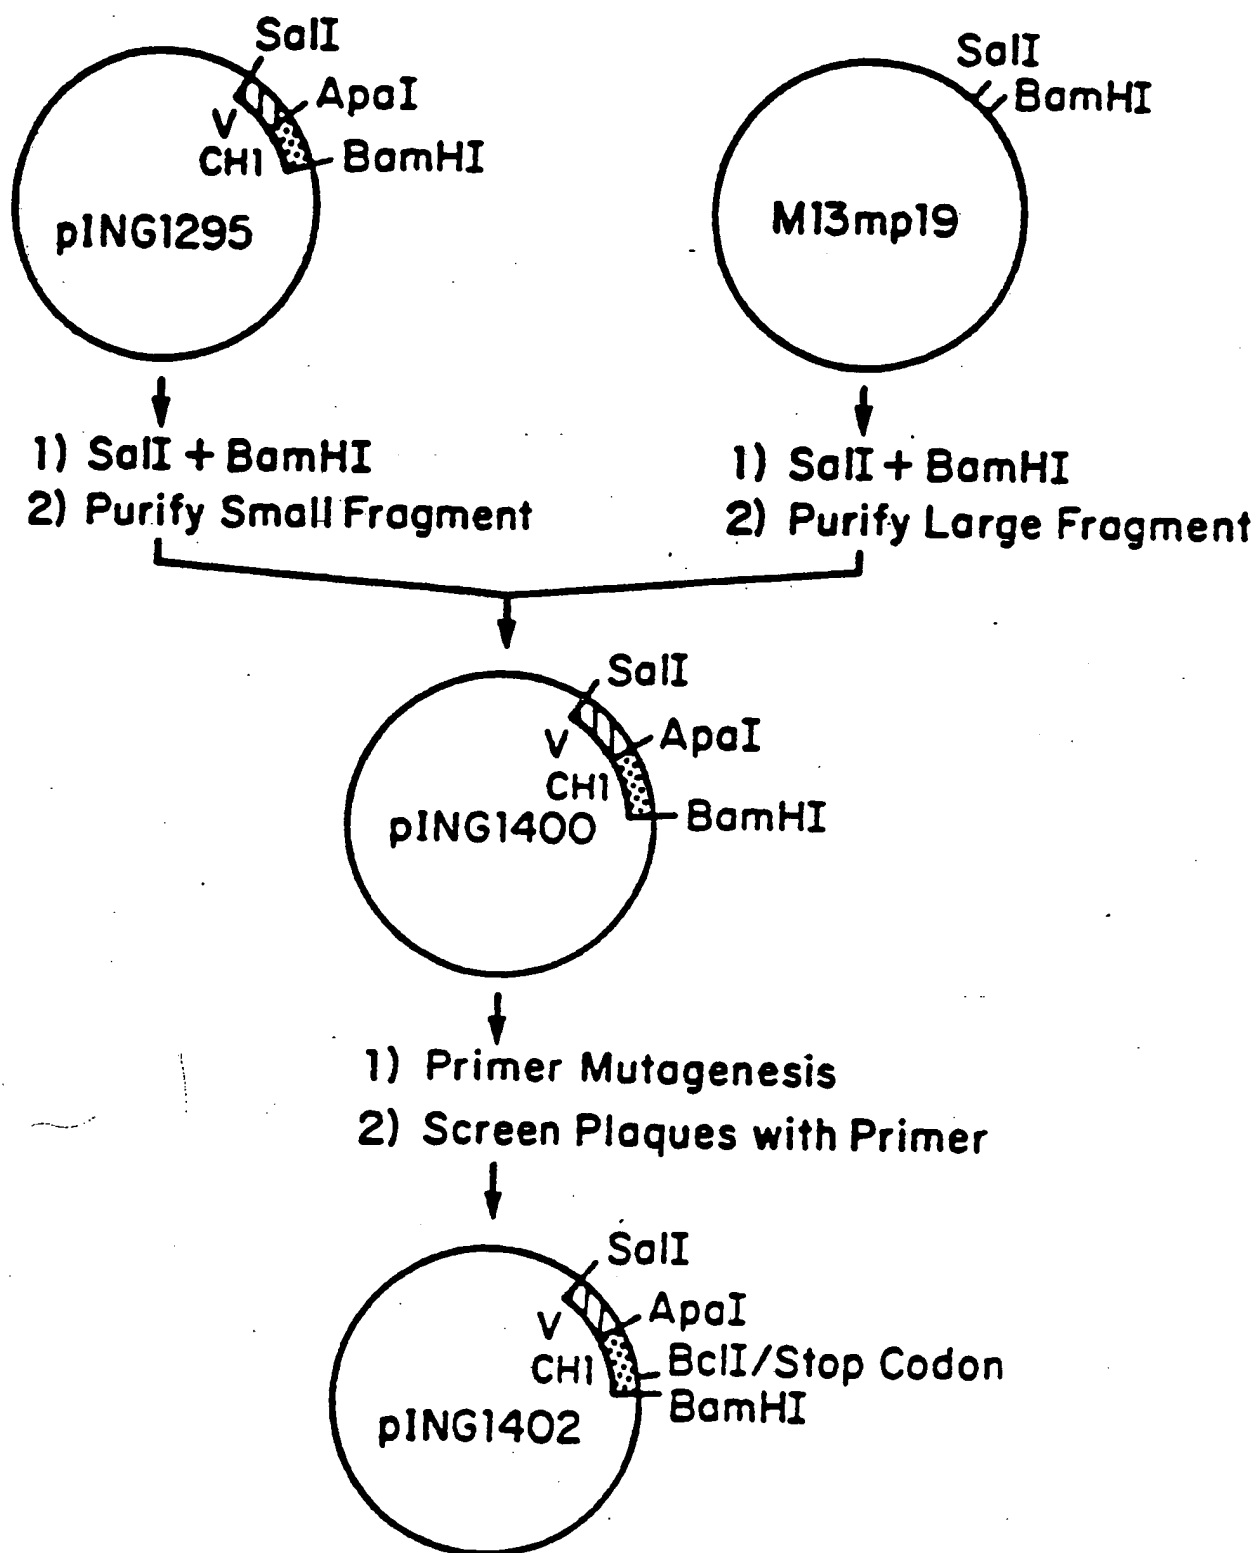 SalI
ApaI
V
CH1
BamHI
pING1295
SalI
BamHI
M13mp19
1) SalI + BamHI
2) Purify Small Fragment
1) SalI + BamHI
2) Purify Large Fragment
SalI
ApaI
V
CH1
BamHI
pING1400
1) Primer Mutagenesis
2) Screen Plaques with Primer
SalI
ApaI
V
CH1
BclI/Stop Codon
BamHI
pING1402